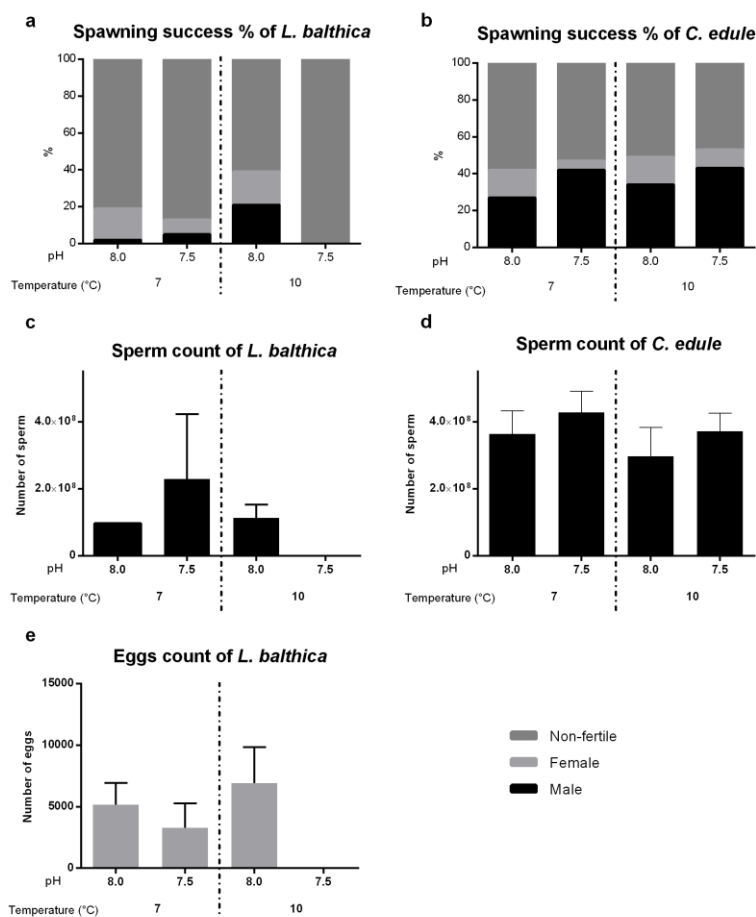 a
Spawning success % of L. balthica
100
80
60
40
20
0
%
pH
8.0 7.5 8.0 7.5
Temperature (°C) 7 10
b
Spawning success % of C. edule
100
80
60
40
20
0
%
pH
8.0 7.5 8.0 7.5
Temperature (°C) 7 10
c
Sperm count of L. balthica
4.0×10⁸
2.0×10⁸
0
Number of sperm
pH
8.0 7.5 8.0 7.5
Temperature (°C) 7 10
d
Sperm count of C. edule
4.0×10⁸
2.0×10⁸
0
Number of sperm
pH
8.0 7.5 8.0 7.5
Temperature (°C) 7 10
e
Eggs count of L. balthica
15000
10000
5000
0
Number of eggs
pH
8.0 7.5 8.0 7.5
Temperature (°C) 7 10
Non-fertile
Female
Male